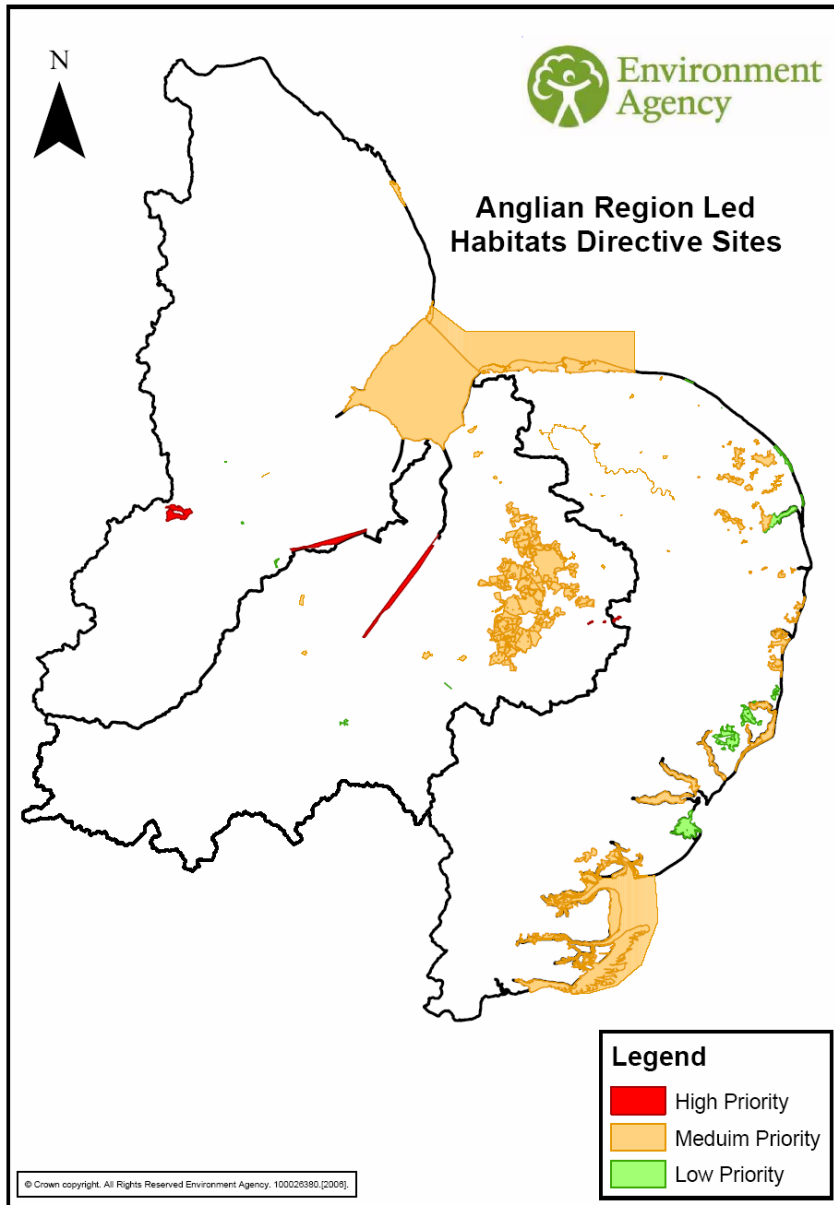 N
Environment
Agency
Anglian Region Led
Habitats Directive Sites
Legend
High Priority
Meduim Priority
Low Priority
© Crown copyright. All Rights Reserved Environment Agency. 100026380.[2006].